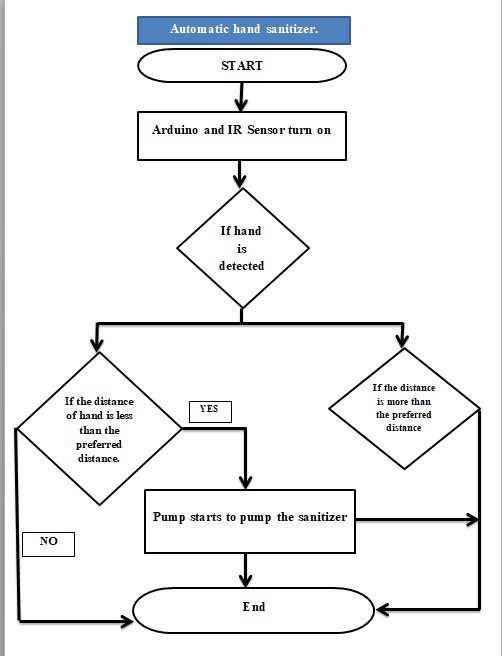 Automatic hand sanitizer.
START
Arduino and IR Sensor turn on
If hand
is
detected
If the distance
of hand is less
than the
preferred
distance.
YES
If the distance
is more than
the preferred
distance
Pump starts to pump the sanitizer
NO
End